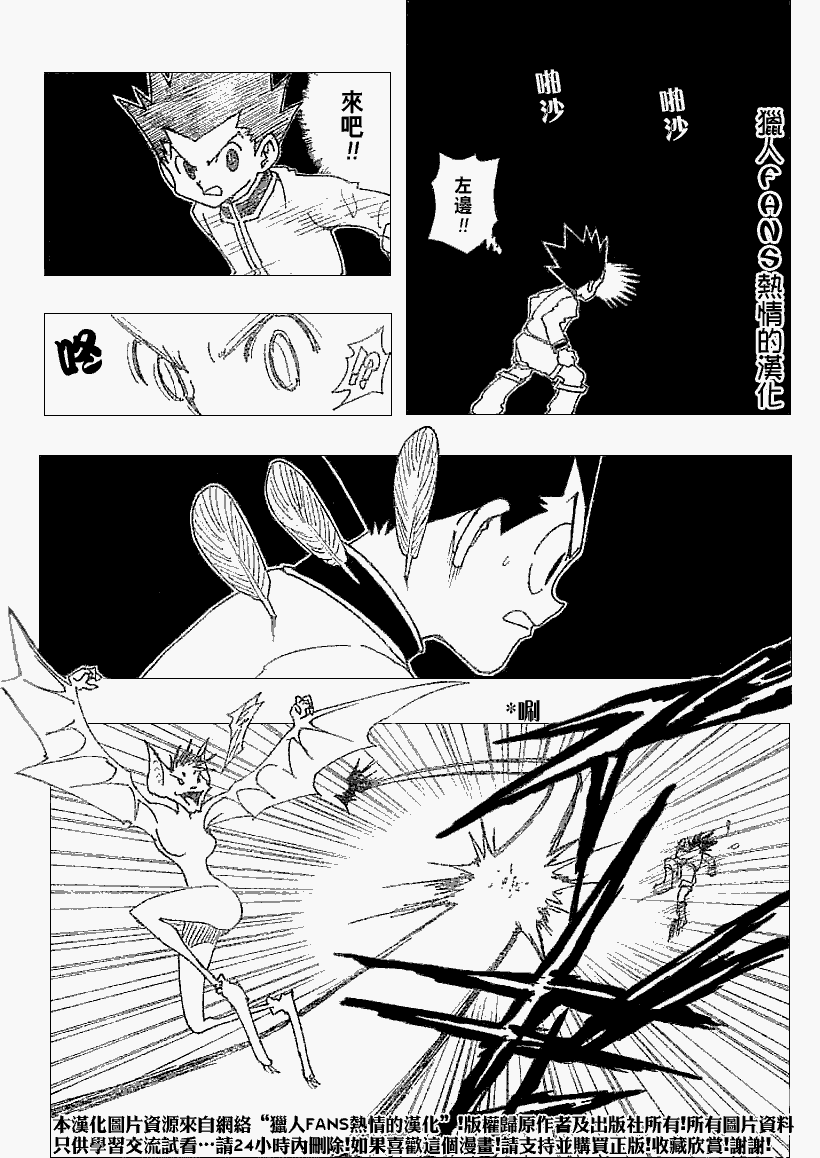 獵人FANS熱情的漢化
啪沙
啪沙
左邊!!
來吧!!
咚
!?
*唰
本漢化圖片資源來自網絡“獵人FANS熱情的漢化”!版權歸原作者及出版社所有!所有圖片資料
只供學習交流試看…請24小時內刪除!如果喜歡這個漫畫!請支持並購買正版!收藏欣賞!謝謝!